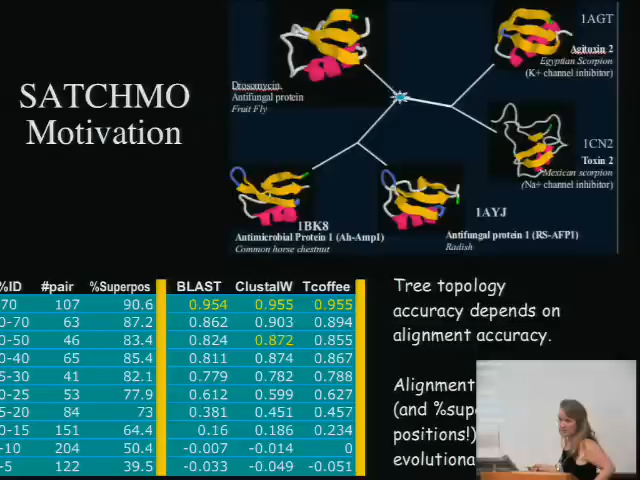 SATCHMO
Motivation
1AGT
Agitoxin 2
Egyptian Scorpion
(K+ channel inhibitor)
Drosomycin
Antifungal protein
Fruit Fly
1CN2
Toxin 2
Mexican scorpion
(Na+ channel inhibitor)
1BK8
Antimicrobial Protein 1 (Ah-Amp1)
Common horse chestnut
1AYJ
Antifungal protein 1 (RS-AFP1)
Radish
%ID #pair %Superpos BLAST ClustalW Tcoffee
70 107 90.6 0.954 0.955 0.955
0-70 63 87.2 0.862 0.903 0.894
0-50 46 83.4 0.824 0.872 0.855
0-40 65 85.4 0.811 0.874 0.867
5-30 41 82.1 0.779 0.782 0.788
0-25 53 77.9 0.612 0.599 0.627
5-20 84 73 0.381 0.451 0.457
0-15 151 64.4 0.16 0.186 0.234
-10 204 50.4 -0.007 -0.014 0
-5 122 39.5 -0.033 -0.049 -0.051
Tree topology
accuracy depends on
alignment accuracy.
Alignment
(and %sup
positions!)
evolutiona